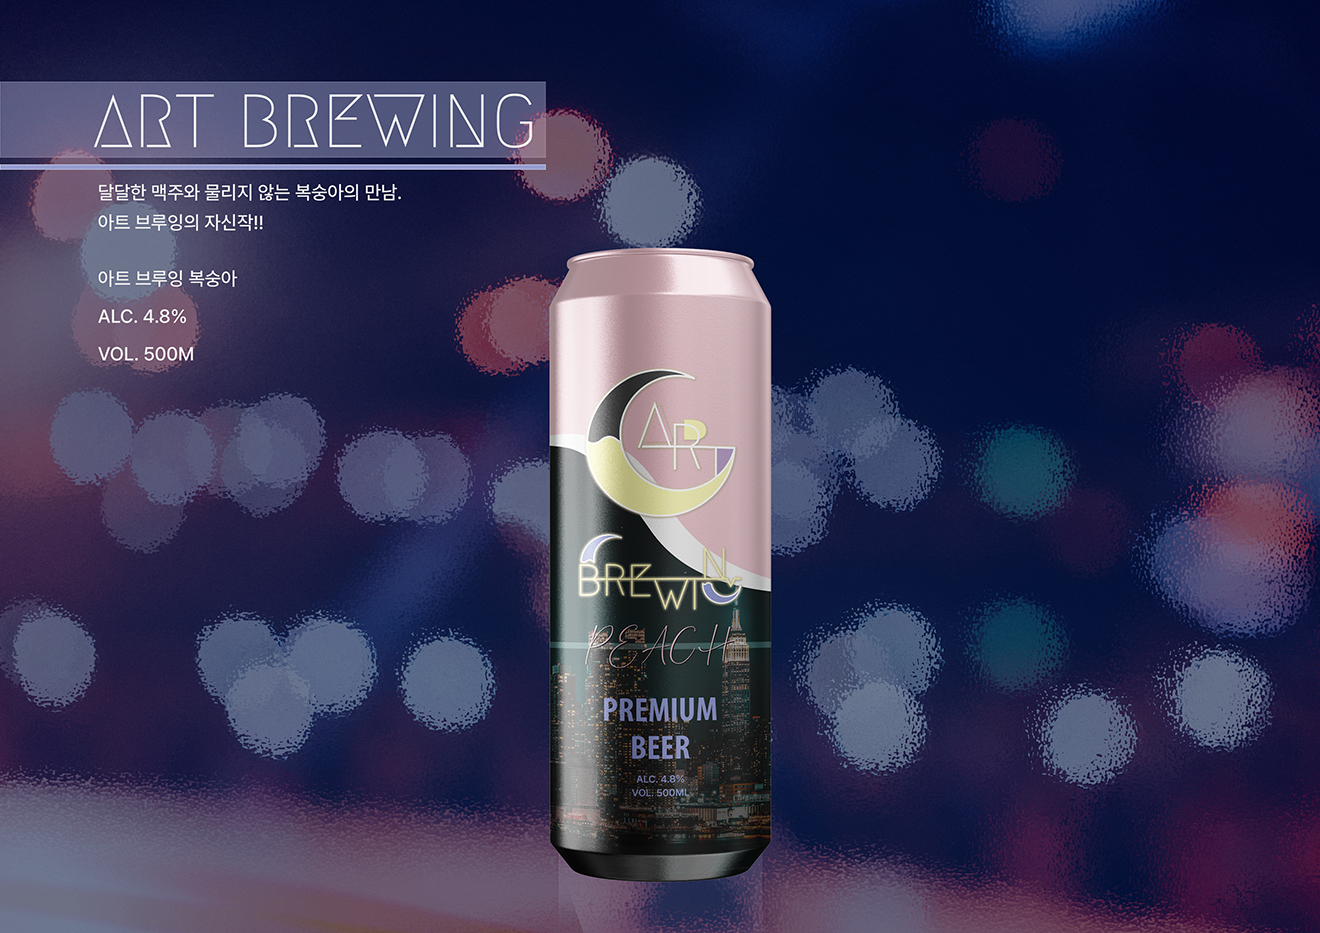 ART BREWING
달달한 맥주와 물리지 않는 복숭아의 만남.
아트 브루잉의 자신작!!
아트 브루잉 복숭아
ALC. 4.8%
VOL. 500M
ART
BREWING
PEACH
PREMIUM
BEER
ALC. 4.8%
VOL. 500ML